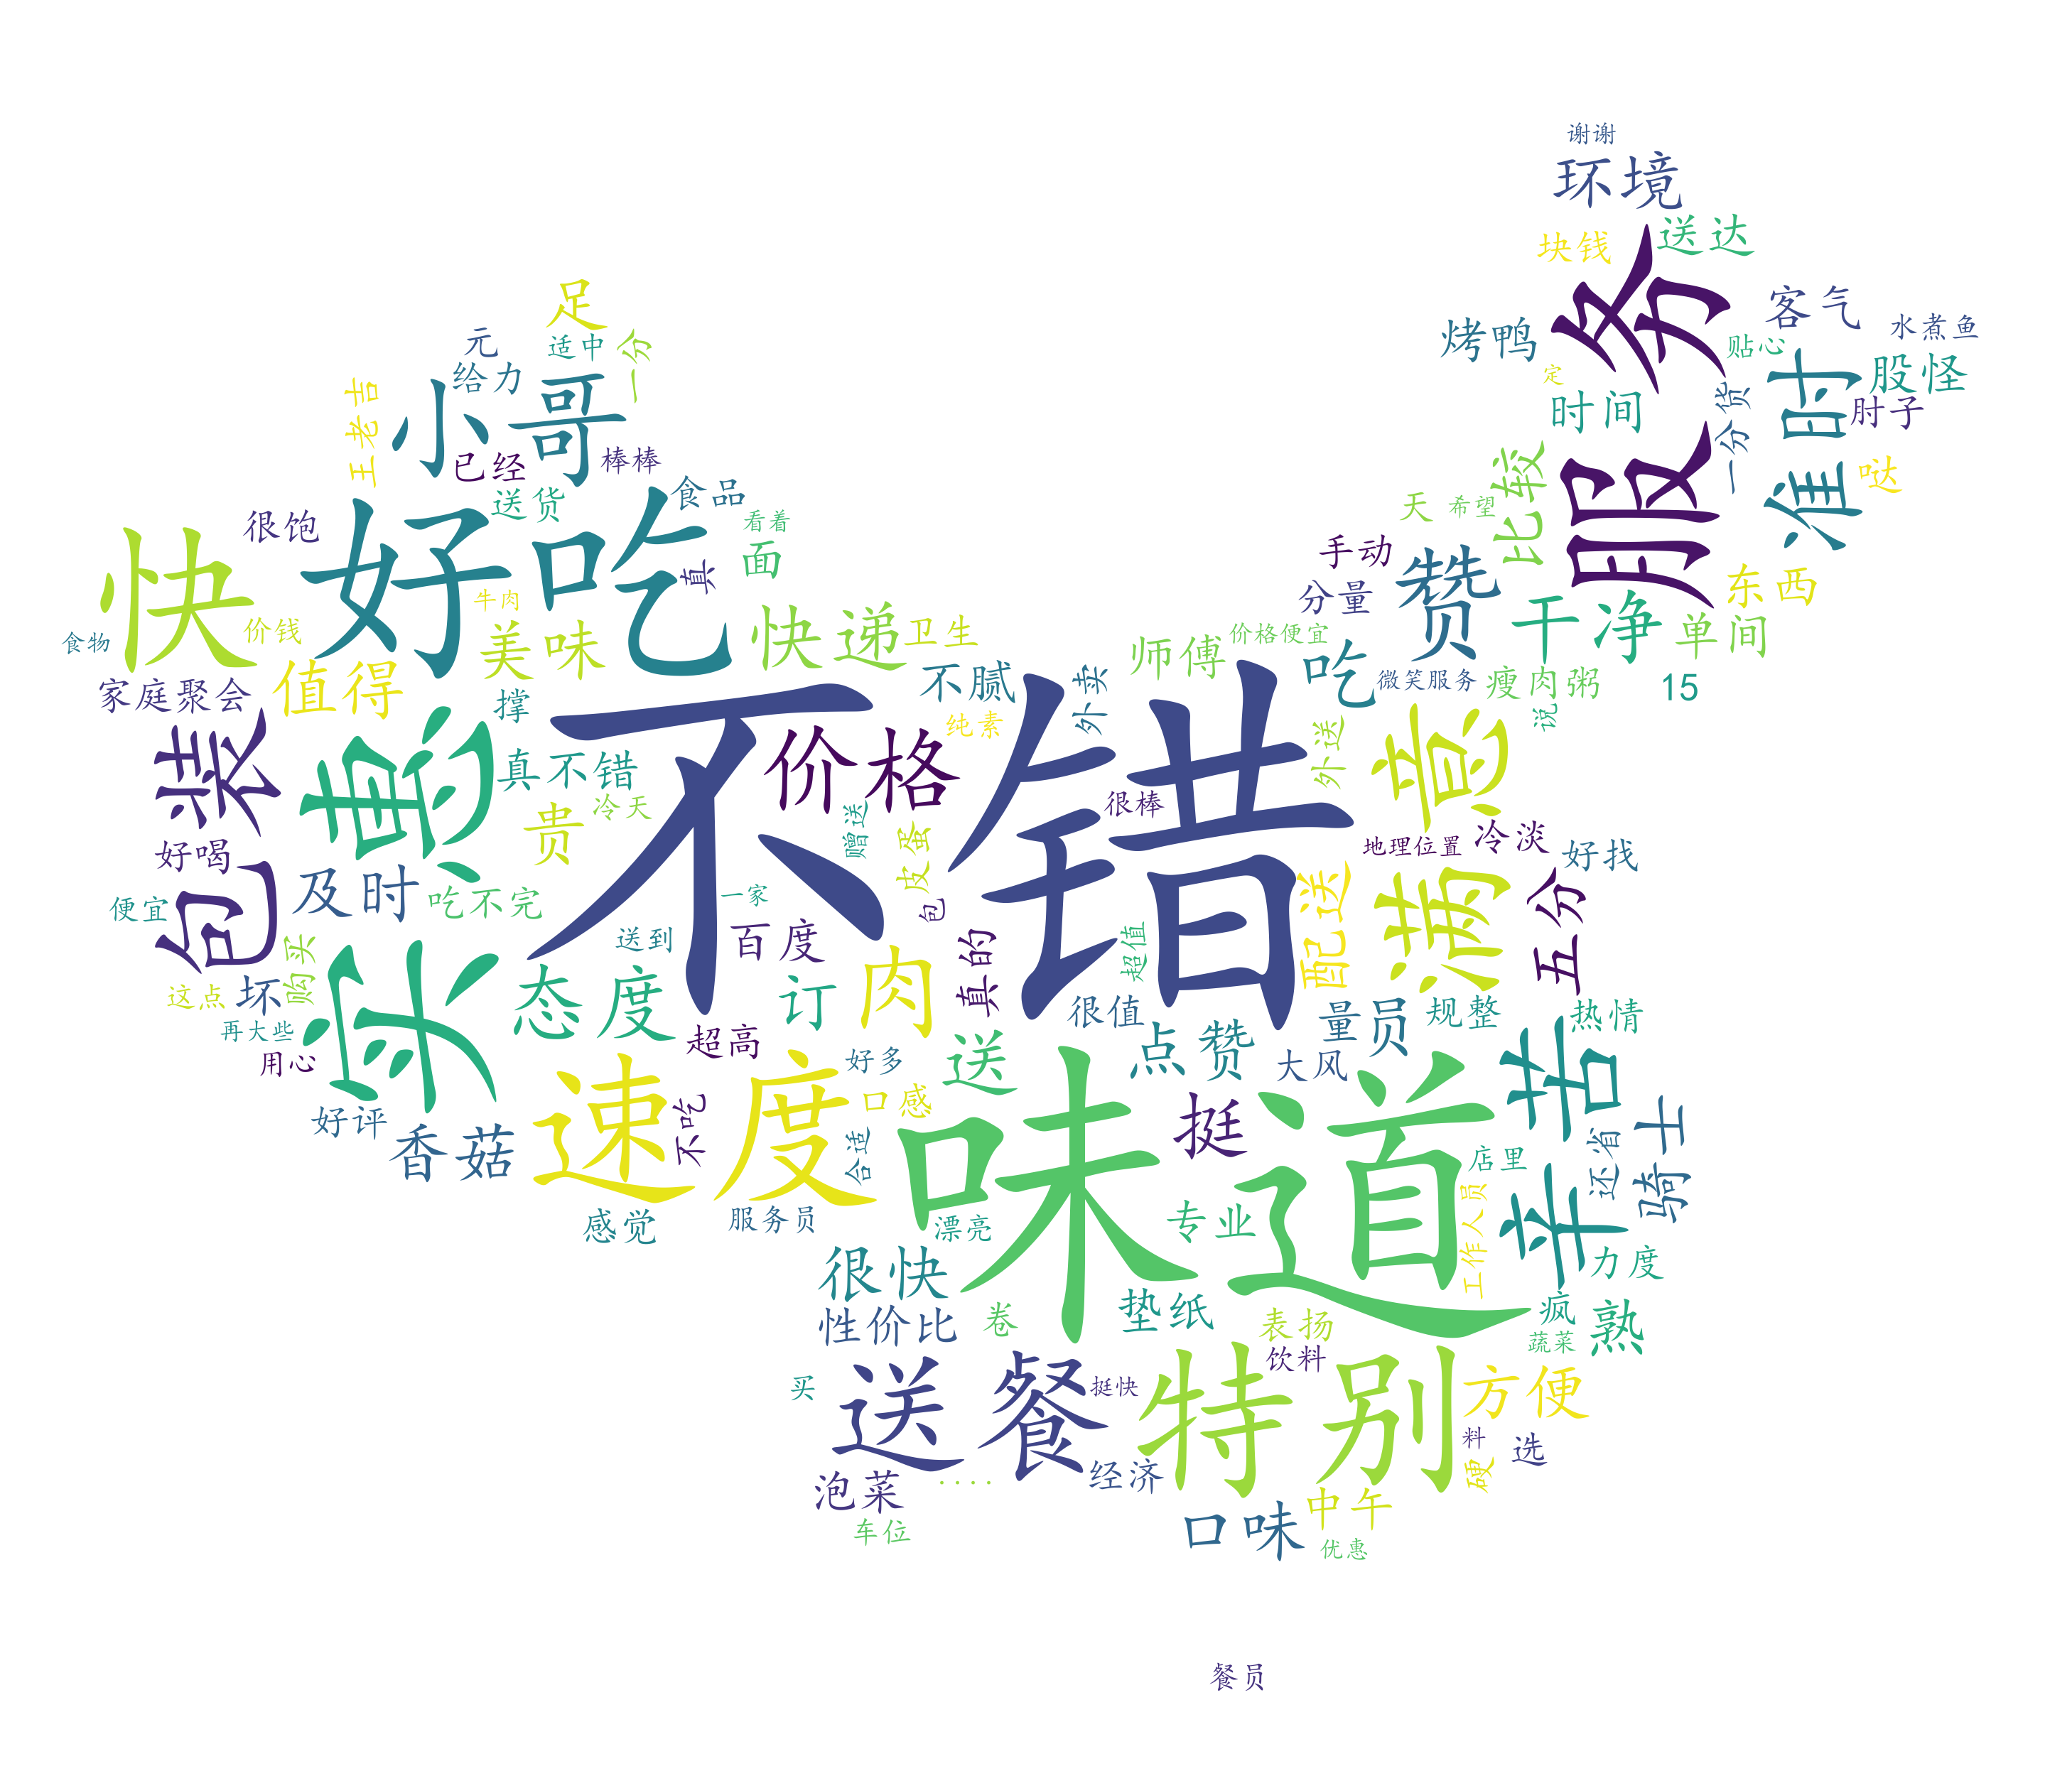 谢谢
环境
块钱
送达
服务
客气
水煮鱼
烤鸭
贴心
股怪
定
时间
准时
一分货
肘子
足
元
适中
一分
给力
王老吉
小哥
已经
棒棒
送货
食品
看着
很饱
快
好吃
真
面
牛肉
价钱
食物
美味
快递
卫生
值得
家庭聚会
撑
比较
哒
天
希望
手动
分量
赞
东西
干净
单间
师傅
价格便宜
吃
微笑服务
瘦肉粥
15
说
不腻
外卖
纯素
不错
价格
包装
实惠
真不错
冷天
贵
赠送
皮蛋
很棒
外送
满意
地理位置
冷淡
好找
好喝
便宜
及时
吃不完
一家
包
购买
送到
百度
真的
超值
配送
五分
这点
坏
再大些
用心
态度
订
肉
超高
很值
点赞
量员
规整
热情
大风
送
好多
口感
好评
香菇
速度
不吃
合适
味道
挺
辛苦
店里
还省
骑士
工作人员
感觉
服务员
漂亮
专业
力度
很快
性价比
卷
垫纸
表扬
饮料
疯
熟
蔬菜
买
送餐
挺快
特别
方便
料
选
硬
泡菜
....
经济
中午
车位
口味
优惠
餐员